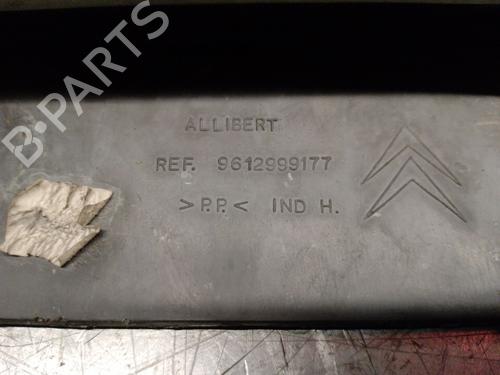 B-PARTS
ALLIBERT
REF. 9612999177
>P.P.< IND H.